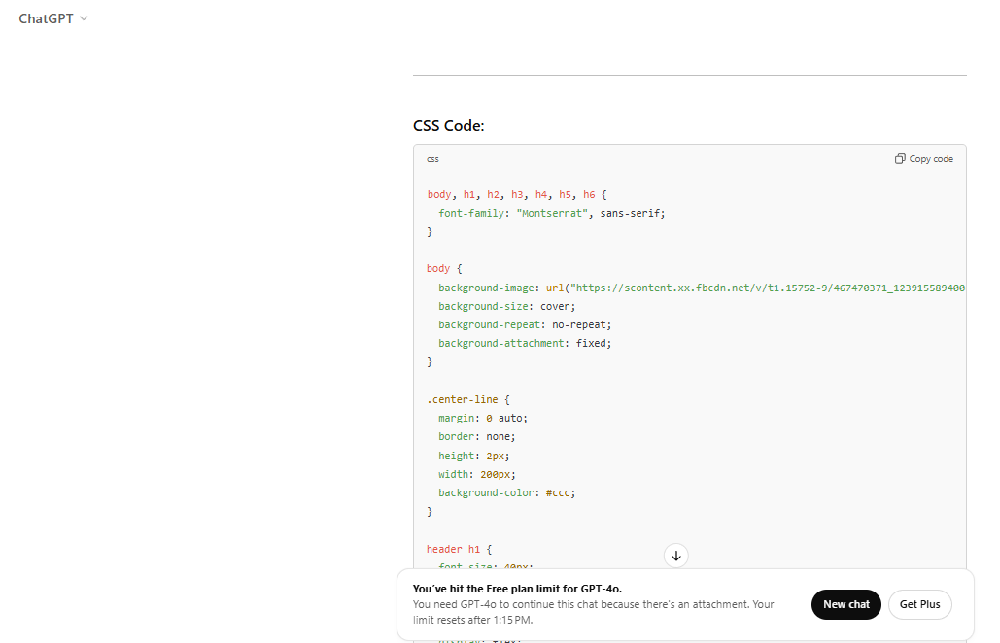 ChatGPT
CSS Code:
css
Copy code
body, h1, h2, h3, h4, h5, h6 {
font-family: "Montserrat", sans-serif;
}
body {
background-image: url("https://scontent.xx.fbcdn.net/v/t1.15752-9/467470371_123915589400
background-size: cover;
background-repeat: no-repeat;
background-attachment: fixed;
}
.center-line {
margin: 0 auto;
border: none;
height: 2px;
width: 200px;
background-color: #ccc;
}
header h1 {
font-size: 40px;
You've hit the Free plan limit for GPT-4o.
You need GPT-4o to continue this chat because there's an attachment. Your
limit resets after 1:15 PM.
New chat
Get Plus
display: flex;